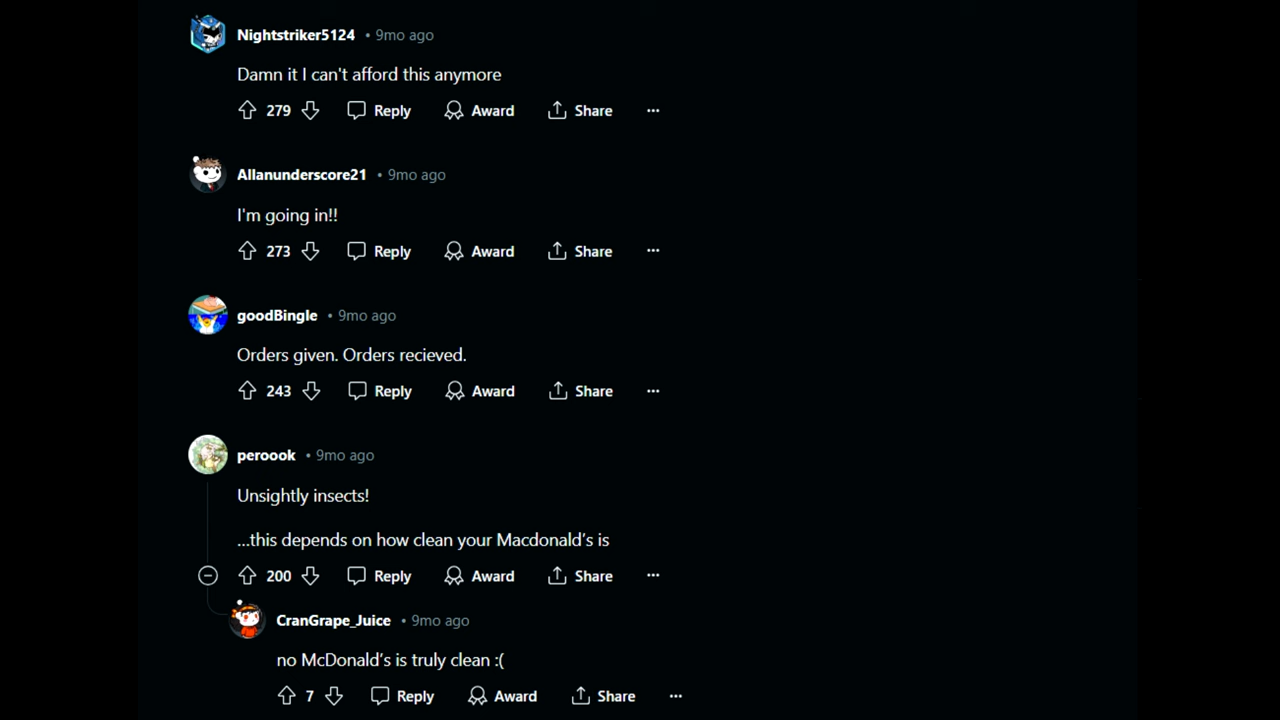 Nightstriker5124 • 9mo ago
Damn it I can't afford this anymore
279 Reply Award Share ...
Allanunderscore21 • 9mo ago
I'm going in!!
273 Reply Award Share ...
goodBingle • 9mo ago
Orders given. Orders recieved.
243 Reply Award Share ...
peroook • 9mo ago
Unsightly insects!
...this depends on how clean your Macdonald’s is
200 Reply Award Share ...
CranGrape_Juice • 9mo ago
no McDonald’s is truly clean :(
7 Reply Award Share ...